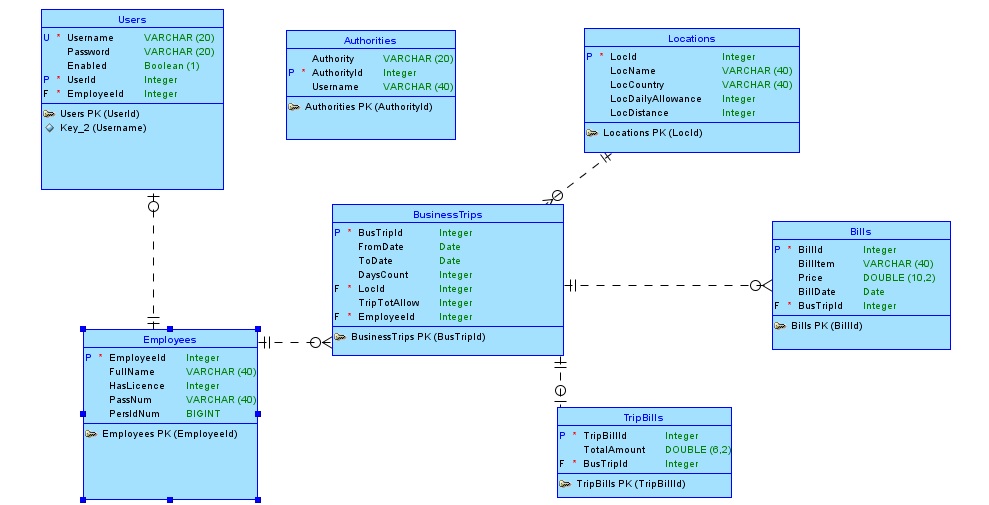 Users
U * Username VARCHAR (20)
Password VARCHAR (20)
Enabled Boolean (1)
P * UserId Integer
F * EmployeeId Integer
Users PK (UserId)
Key_2 (Username)
Authorities
Authority VARCHAR (20)
P * AuthorityId Integer
Username VARCHAR (40)
Authorities PK (AuthorityId)
Locations
P * LocId Integer
LocName VARCHAR (40)
LocCountry VARCHAR (40)
LocDailyAllowance Integer
LocDistance Integer
Locations PK (LocId)
BusinessTrips
P * BusTripId Integer
FromDate Date
ToDate Date
DaysCount Integer
F * LocId Integer
TripTotAllow Integer
F * EmployeeId Integer
BusinessTrips PK (BusTripId)
Bills
P * BillId Integer
BillItem VARCHAR (40)
Price DOUBLE (10,2)
BillDate Date
F * BusTripId Integer
Bills PK (BillId)
Employees
P * EmployeeId Integer
FullName VARCHAR (40)
HasLicence Integer
PassNum VARCHAR (40)
PersIdNum BIGINT
Employees PK (EmployeeId)
TripBills
P * TripBillId Integer
TotalAmount DOUBLE (6,2)
F * BusTripId Integer
TripBills PK (TripBillId)